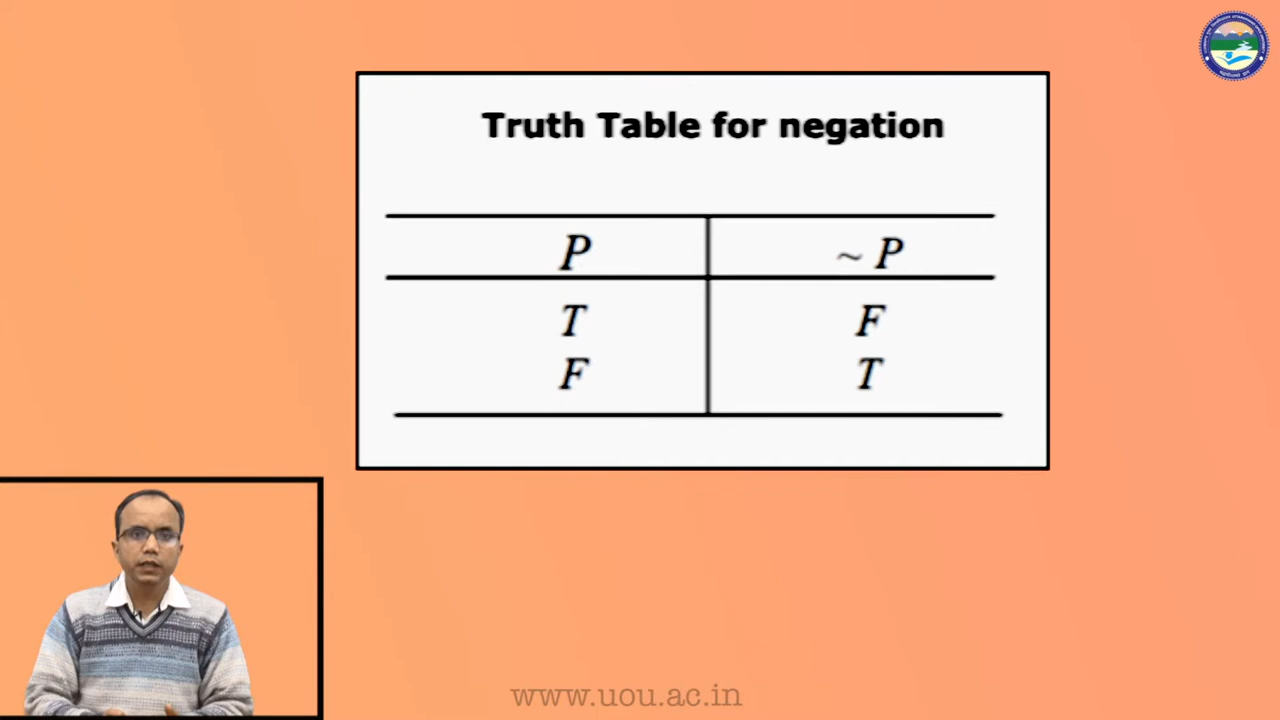 Truth Table for negation
P ~ P
T F
F T
www.uou.ac.in